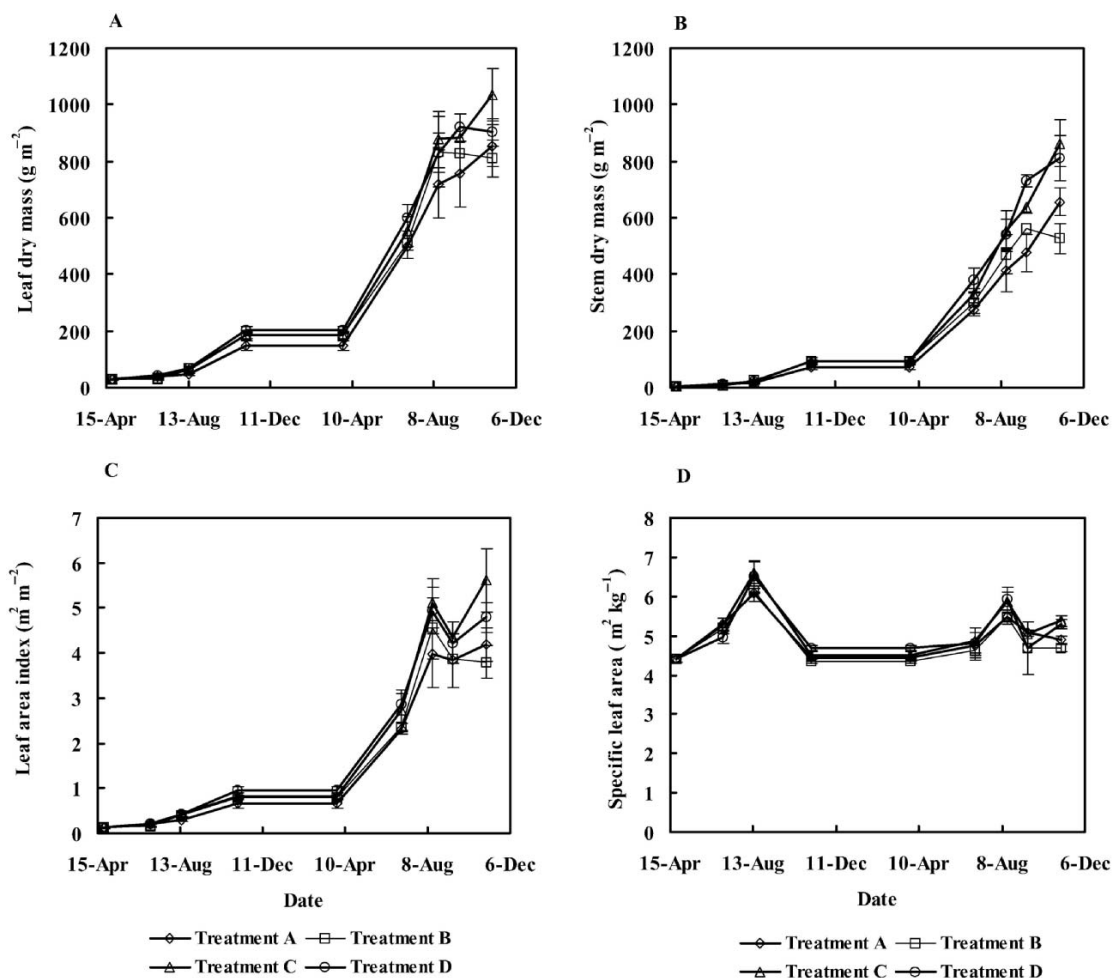 A
1200
1000
800
600
400
200
0
Leaf dry mass (g m⁻²)
15-Apr 13-Aug 11-Dec 10-Apr 8-Aug 6-Dec
B
1200
1000
800
600
400
200
0
Stem dry mass (g m⁻²)
15-Apr 13-Aug 11-Dec 10-Apr 8-Aug 6-Dec
C
7
6
5
4
3
2
1
0
Leaf area index (m² m⁻²)
15-Apr 13-Aug 11-Dec 10-Apr 8-Aug 6-Dec
Date
Treatment A Treatment B
Treatment C Treatment D
D
8
7
6
5
4
3
2
1
0
Specific leaf area ( m² kg⁻¹)
15-Apr 13-Aug 11-Dec 10-Apr 8-Aug 6-Dec
Date
Treatment A Treatment B
Treatment C Treatment D